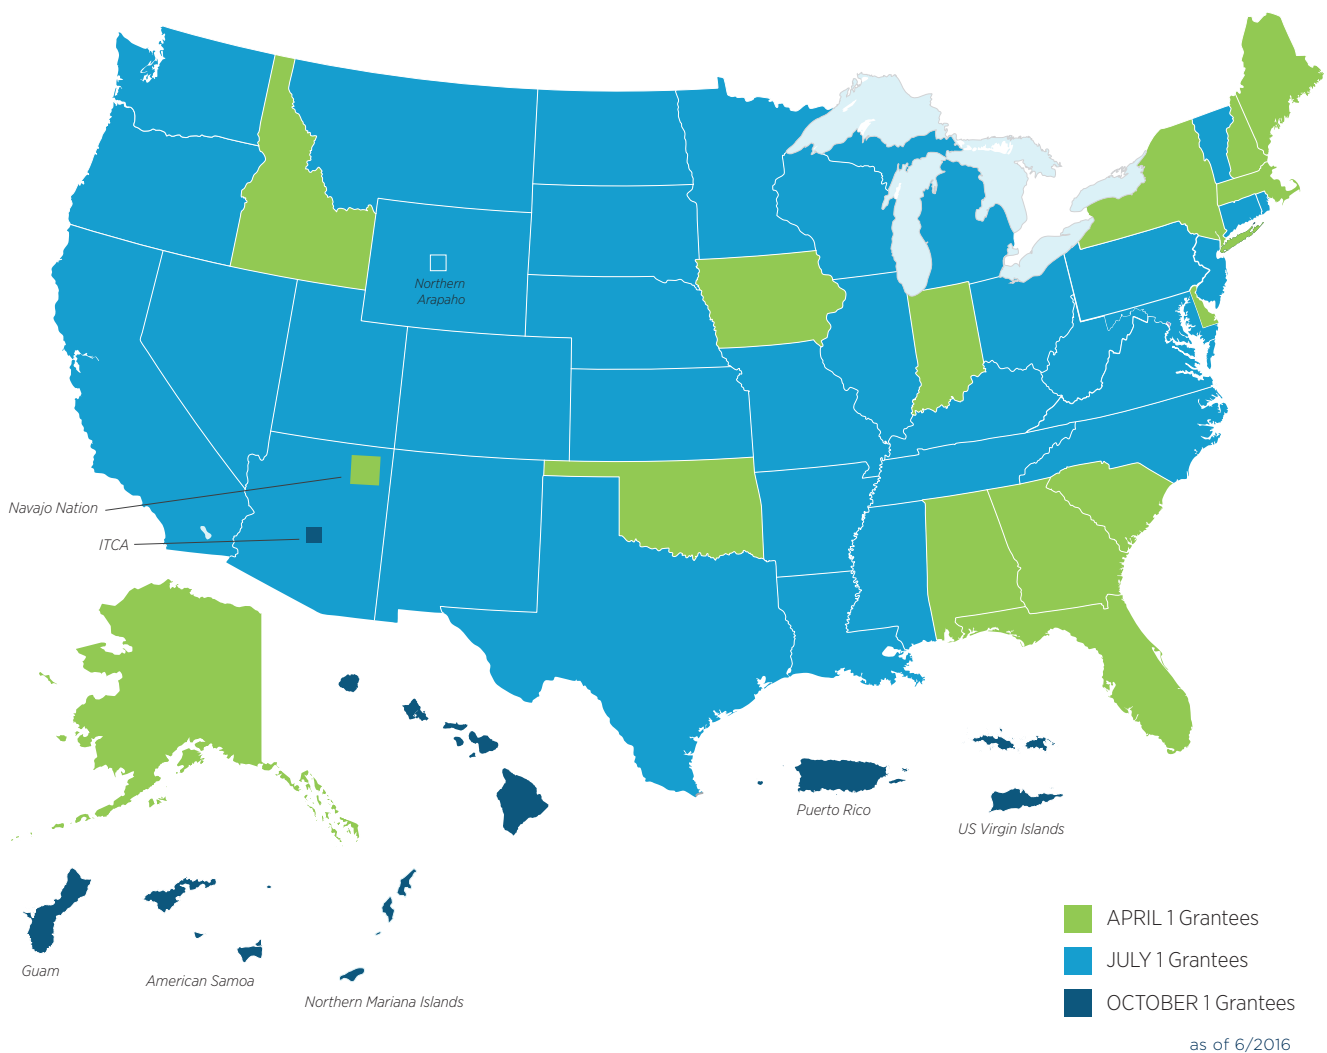 Northern
Arapaho
Navajo Nation
ITCA
Puerto Rico
US Virgin Islands
Guam
American Samoa
Northern Mariana Islands
APRIL 1 Grantees
JULY 1 Grantees
OCTOBER 1 Grantees
as of 6/2016